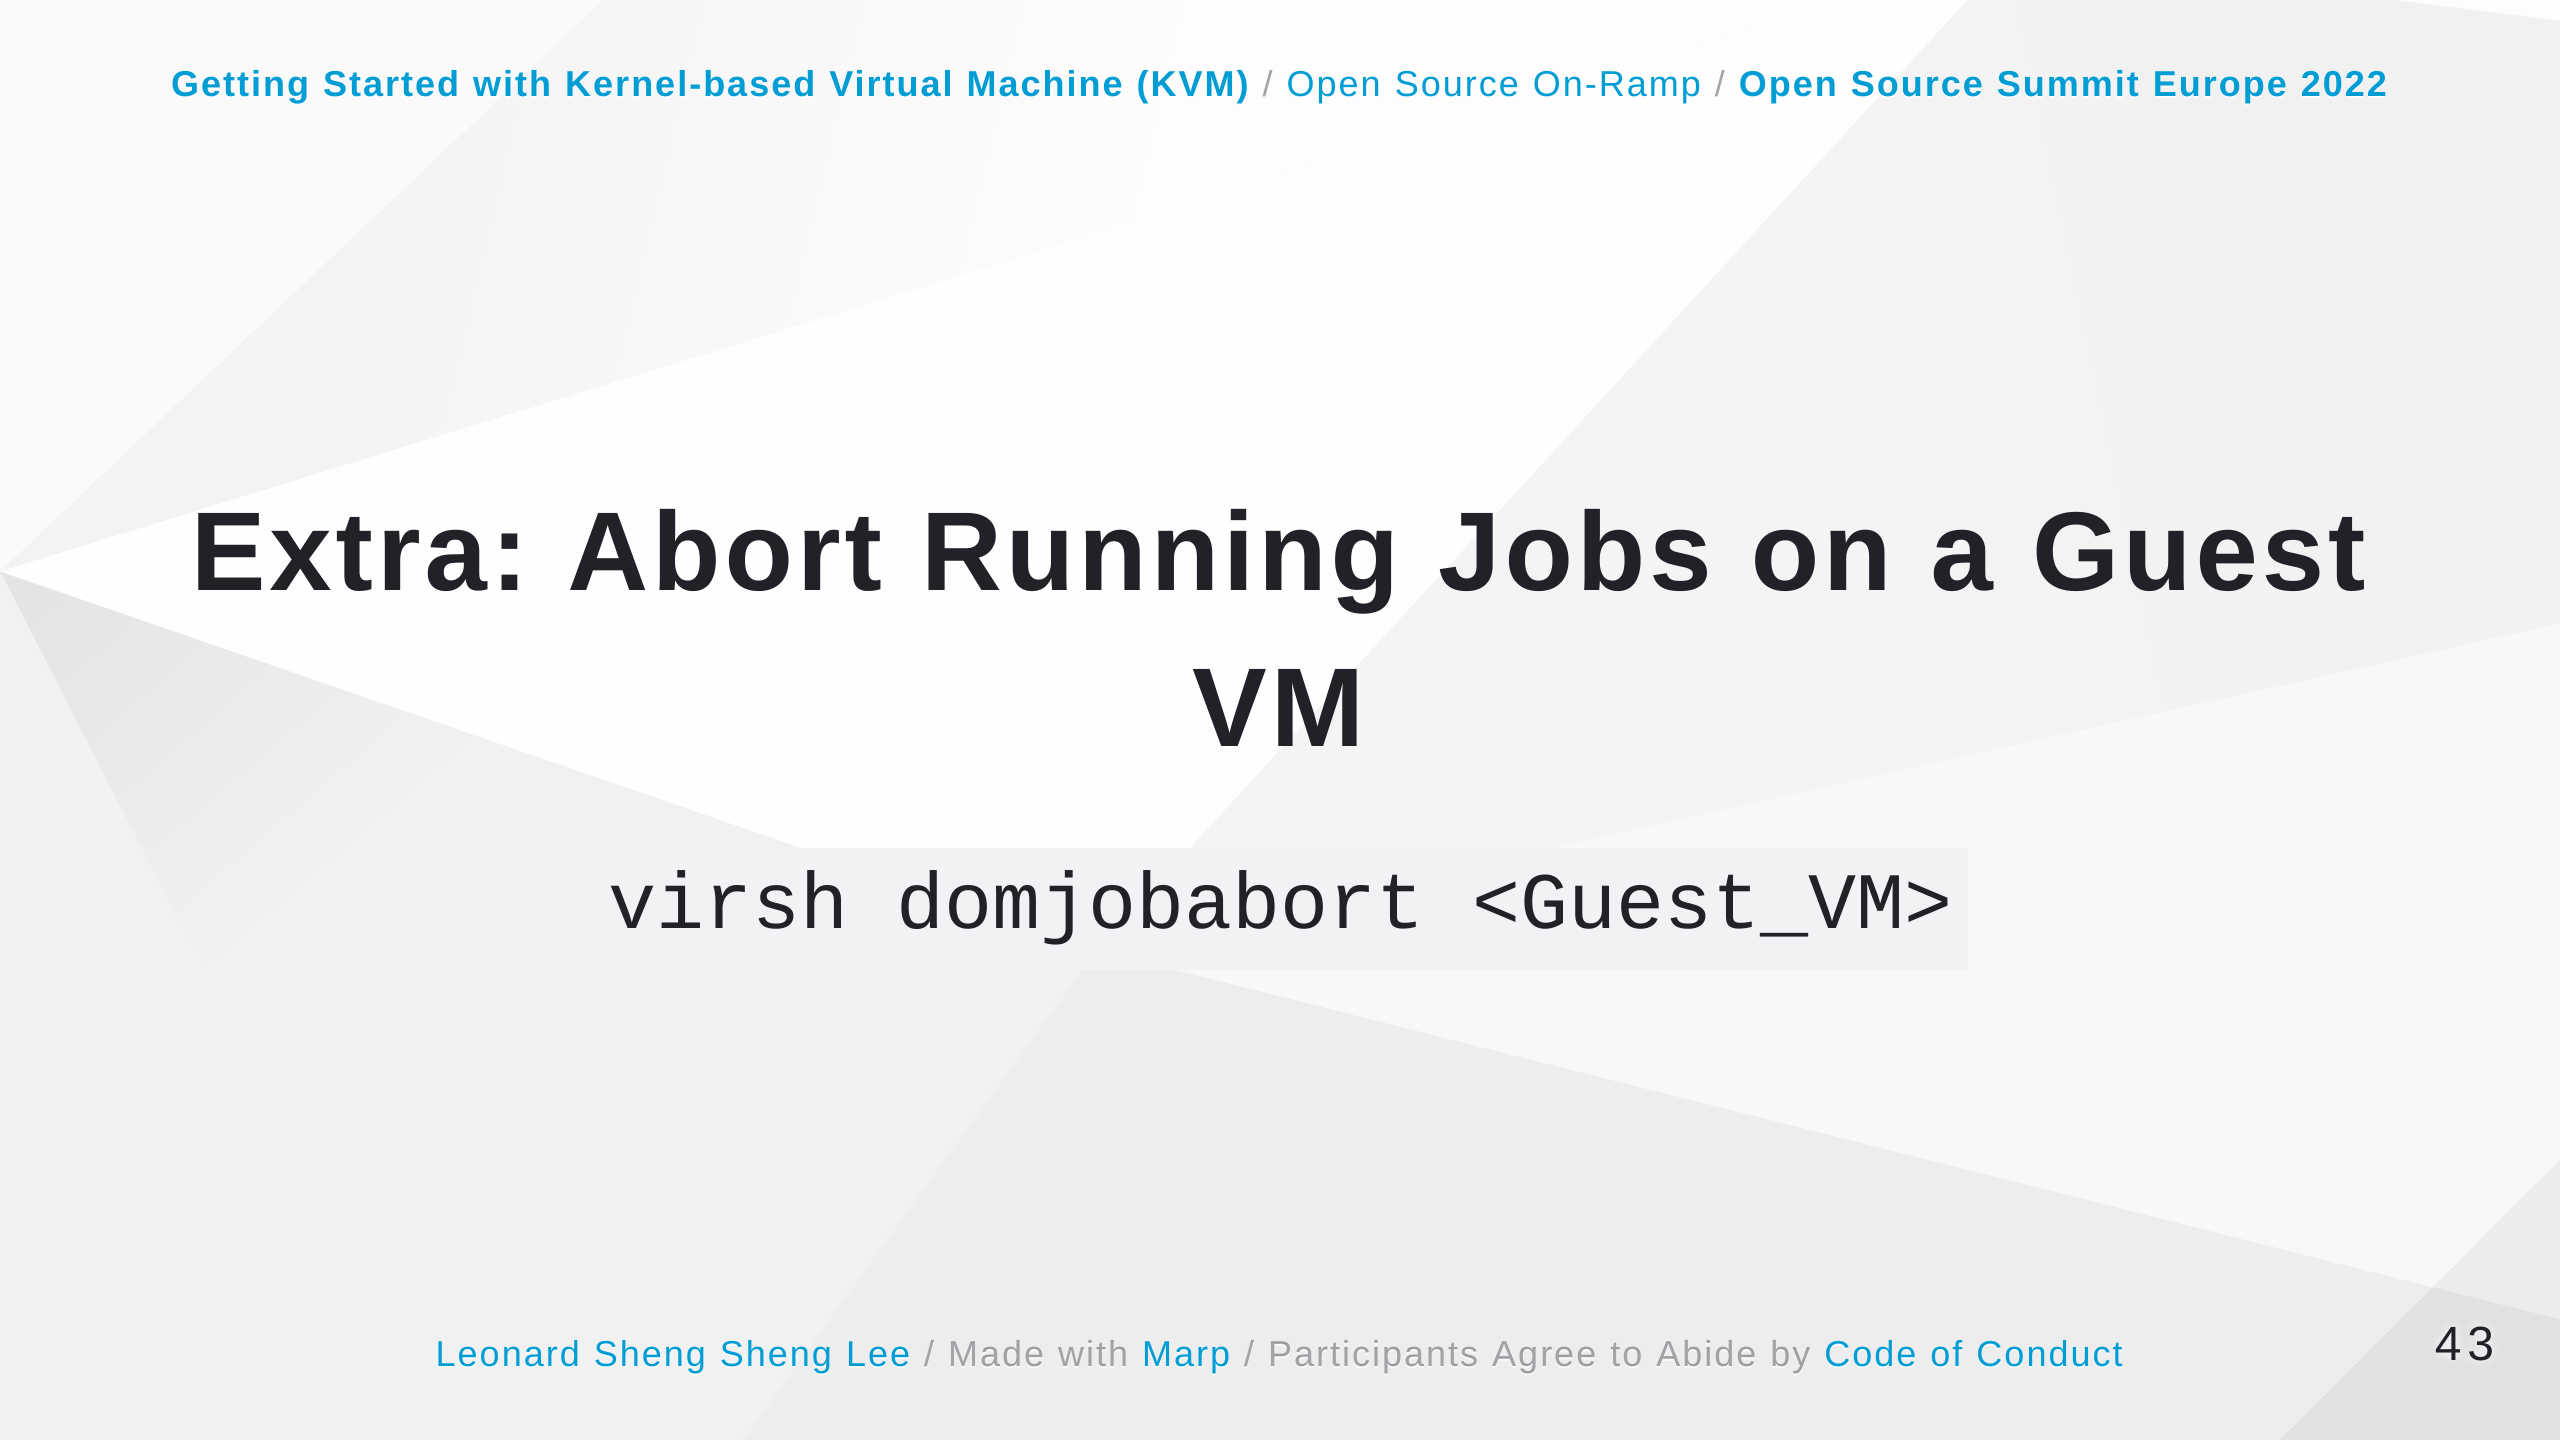 Getting Started with Kernel-based Virtual Machine (KVM) / Open Source On-Ramp / Open Source Summit Europe 2022
Extra: Abort Running Jobs on a Guest
VM
virsh domjobabort <Guest_VM>
Leonard Sheng Sheng Lee / Made with Marp / Participants Agree to Abide by Code of Conduct
43